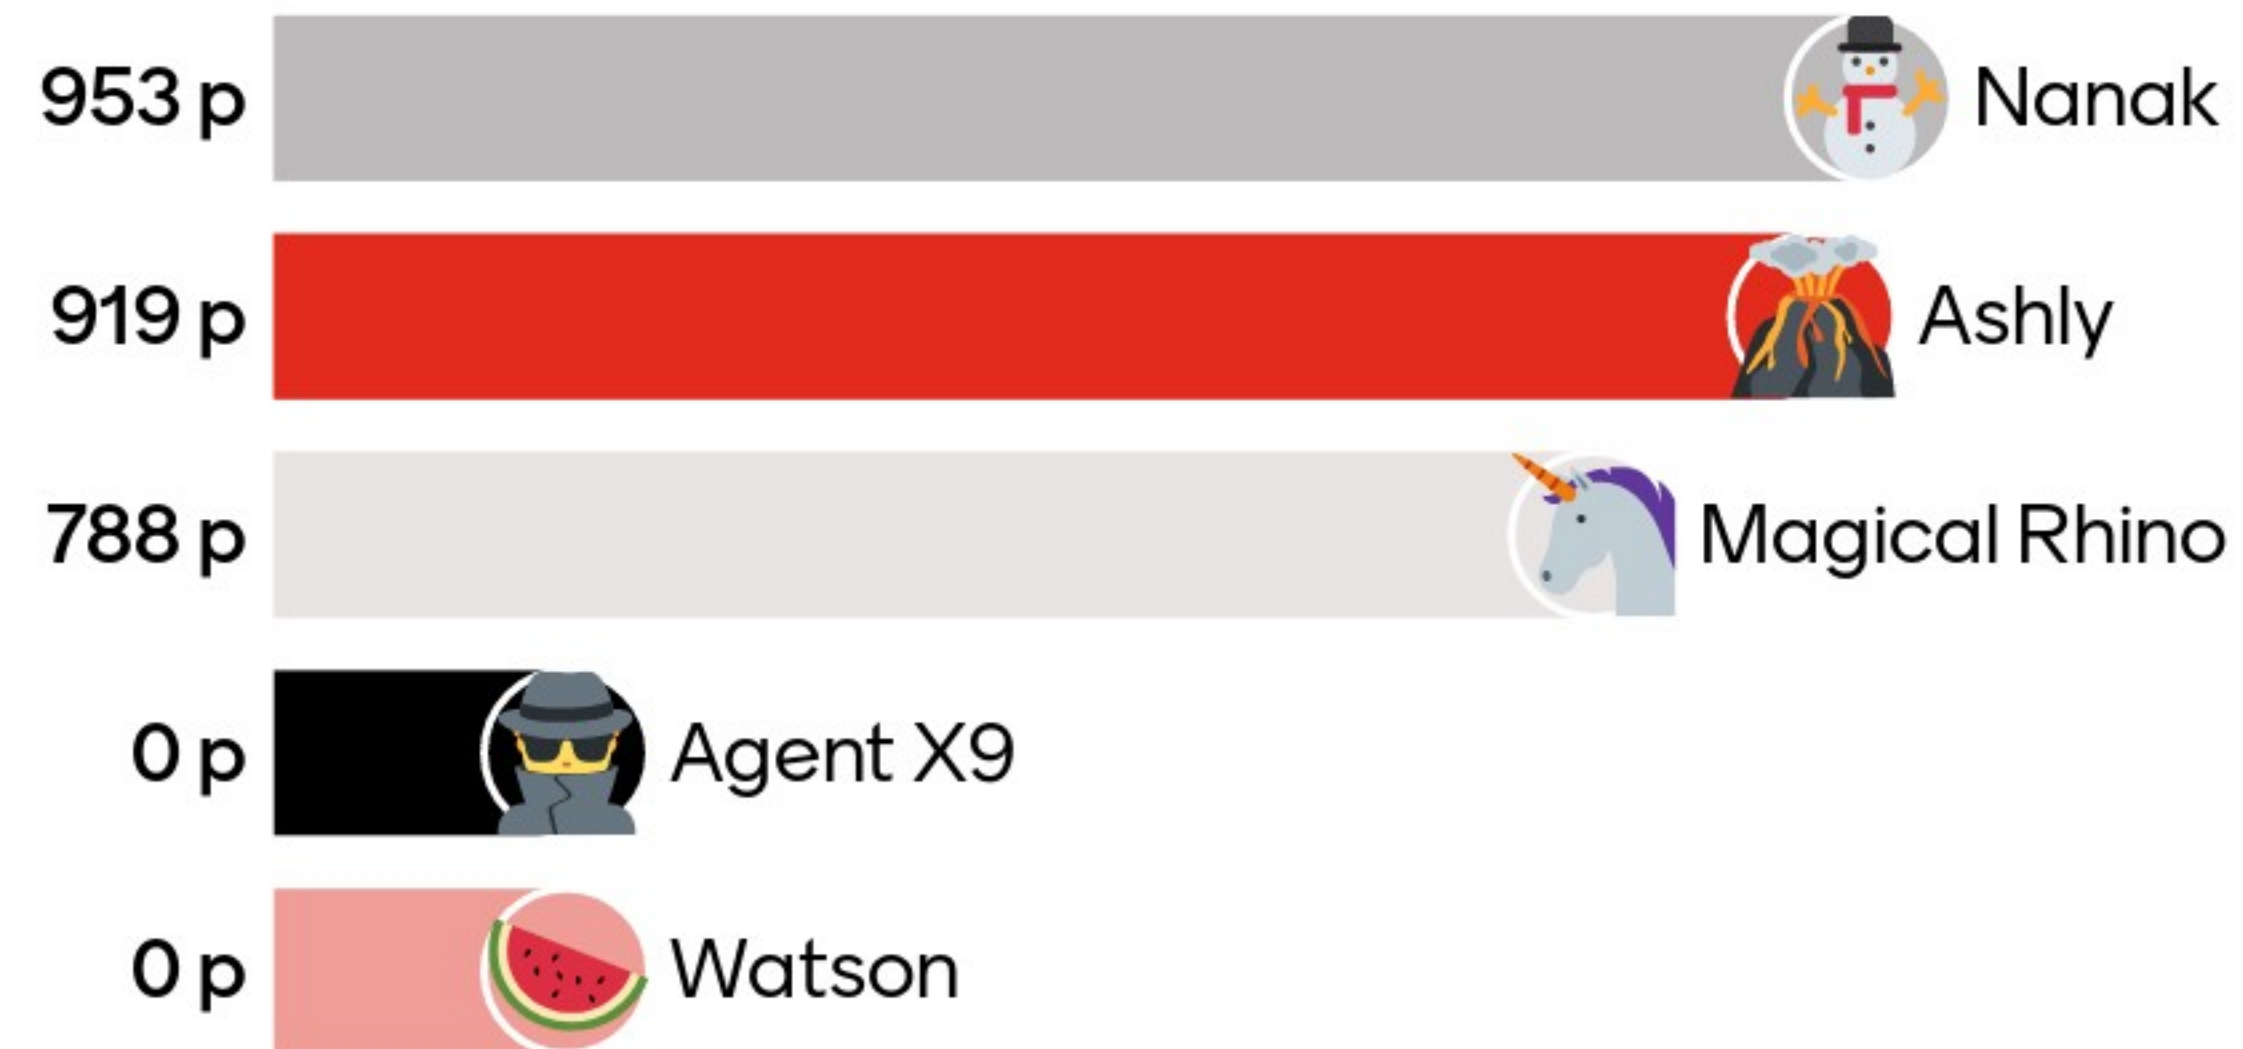 953 p Nanak
919 p Ashly
788 p Magical Rhino
0 p Agent X9
0 p Watson